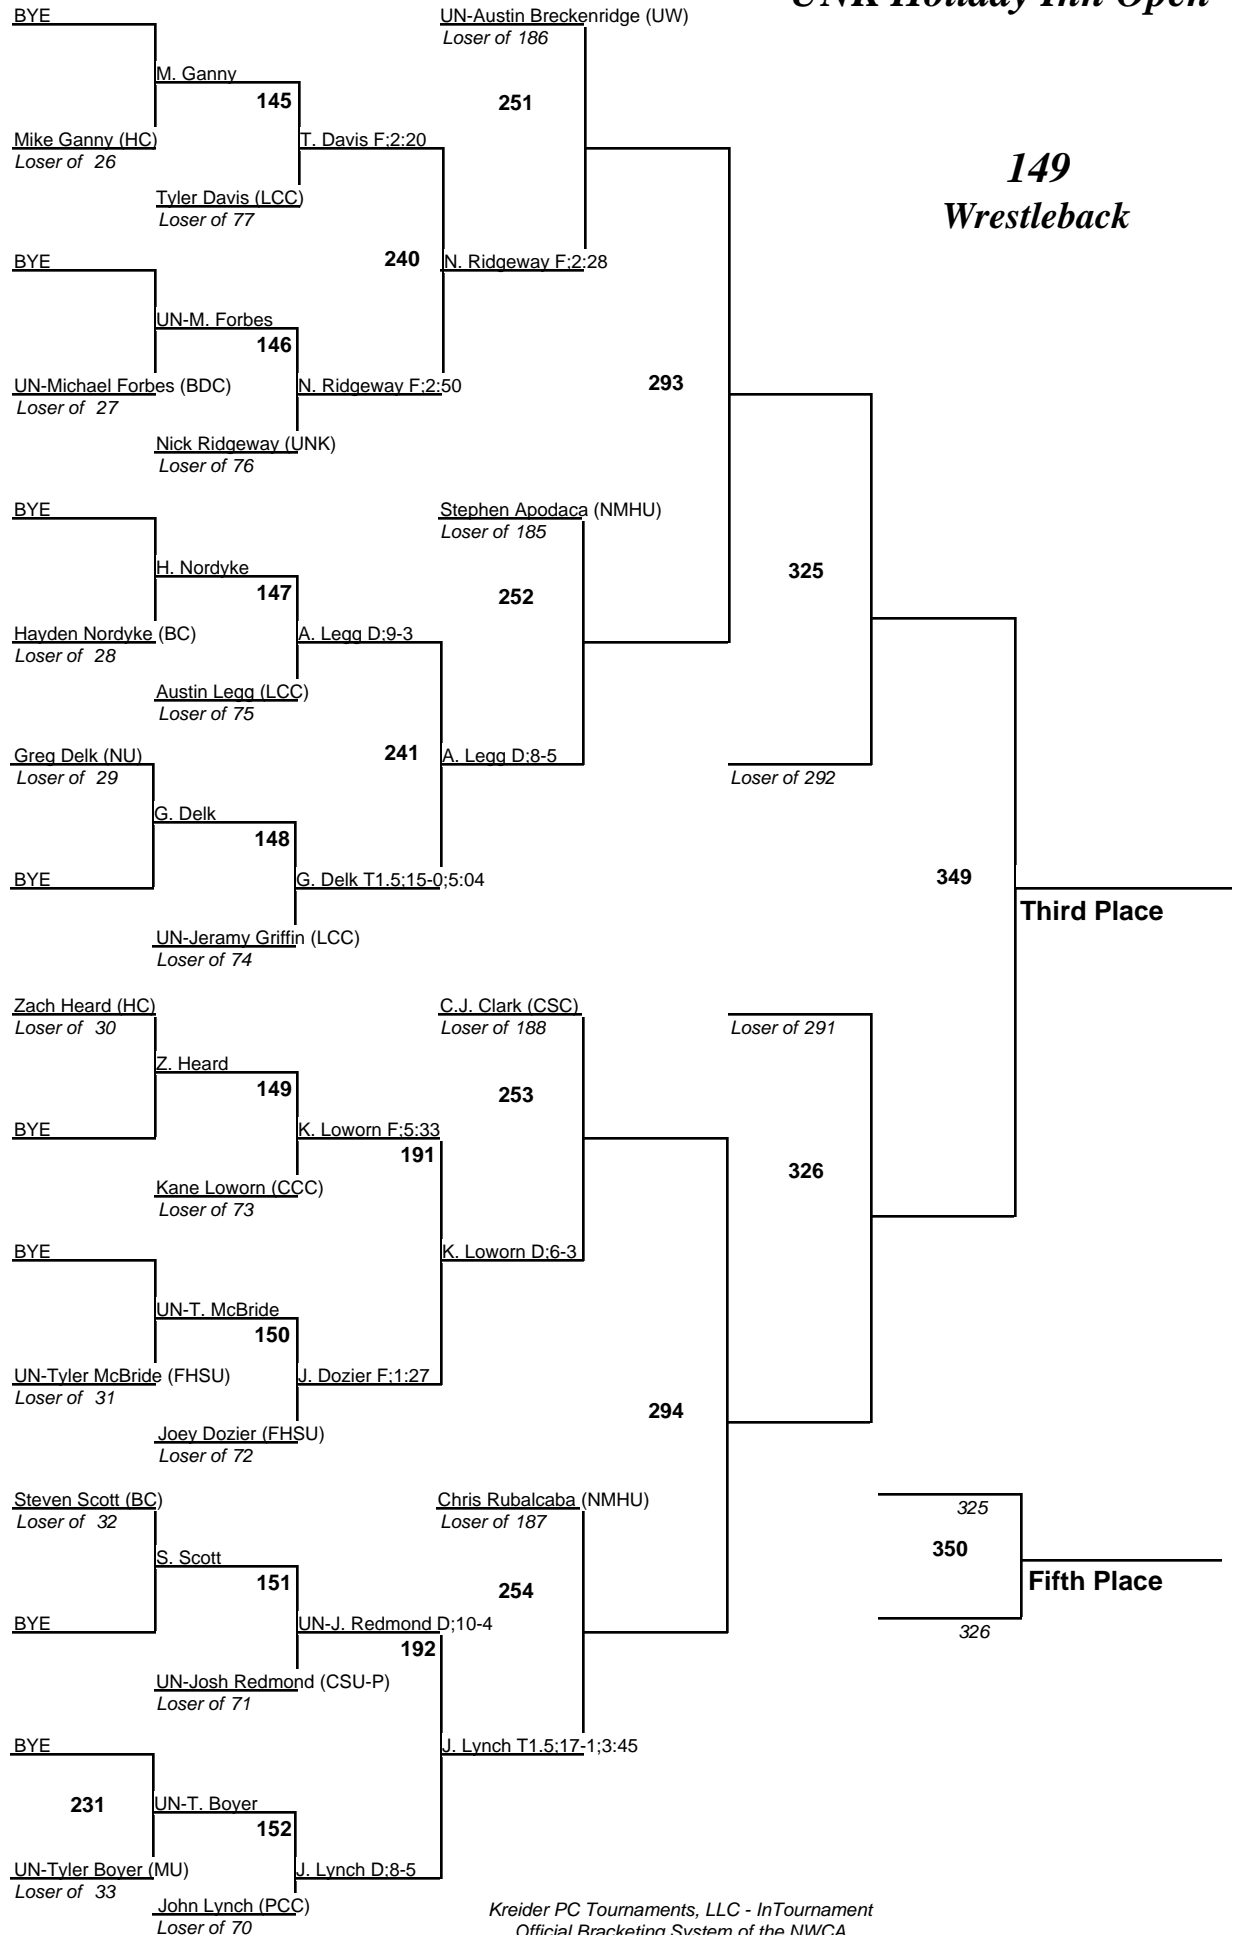 UNK Holiday Inn Open
BYE
UN-Austin Breckenridge (UW)
Loser of 186
M. Ganny
145
251
Mike Ganny (HC)
Loser of 26
T. Davis F;2:20
149
Wrestleback
Tyler Davis (LCC)
Loser of 77
BYE
240
N. Ridgeway F;2:28
UN-M. Forbes
146
UN-Michael Forbes (BDC)
Loser of 27
N. Ridgeway F;2:50
293
Nick Ridgeway (UNK)
Loser of 76
BYE
Stephen Apodaca (NMHU)
Loser of 185
H. Nordyke
147
252
325
Hayden Nordyke (BC)
Loser of 28
A. Legg D;9-3
Austin Legg (LCC)
Loser of 75
Greg Delk (NU)
Loser of 29
241
A. Legg D;8-5
Loser of 292
G. Delk
148
BYE
G. Delk T1.5;15-0;5:04
349
Third Place
UN-Jeramy Griffin (LCC)
Loser of 74
Zach Heard (HC)
Loser of 30
C.J. Clark (CSC)
Loser of 188
Loser of 291
Z. Heard
149
253
BYE
K. Loworn F;5:33
191
326
Kane Loworn (CCC)
Loser of 73
BYE
K. Loworn D;6-3
UN-T. McBride
150
UN-Tyler McBride (FHSU)
Loser of 31
J. Dozier F;1:27
294
Joey Dozier (FHSU)
Loser of 72
Steven Scott (BC)
Loser of 32
Chris Rubalcaba (NMHU)
Loser of 187
325
S. Scott
151
254
350
Fifth Place
BYE
UN-J. Redmond D;10-4
192
326
UN-Josh Redmond (CSU-P)
Loser of 71
BYE
J. Lynch T1.5;17-1;3:45
231
UN-T. Boyer
152
UN-Tyler Boyer (MU)
Loser of 33
J. Lynch D;8-5
John Lynch (PCC)
Loser of 70
Kreider PC Tournaments, LLC - InTournament
Official Bracketing System of the NWCA